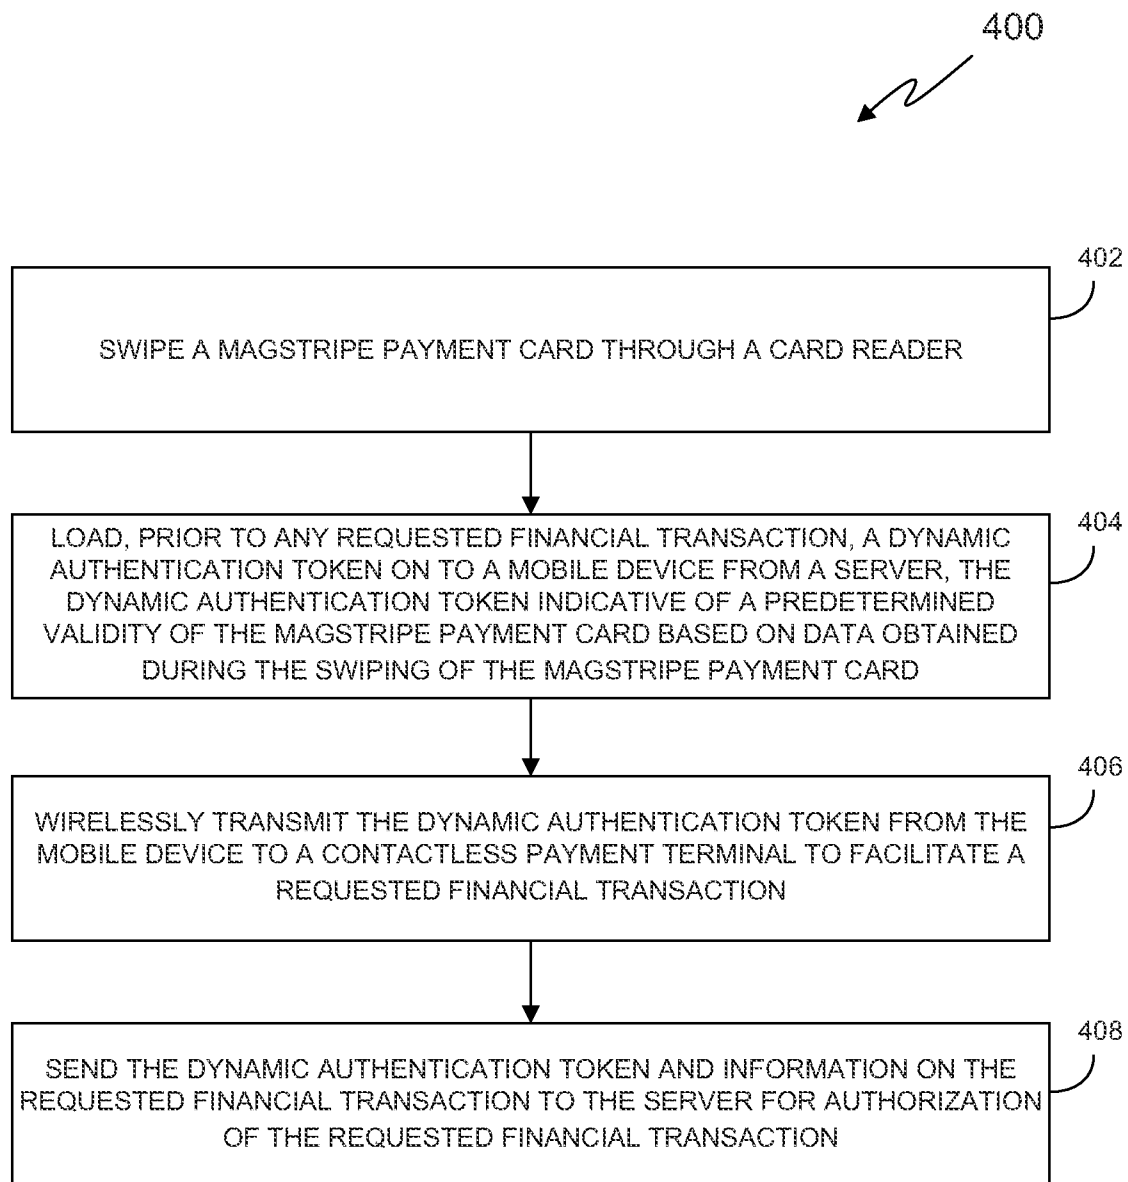 400
402
SWIPE A MAGSTRIPE PAYMENT CARD THROUGH A CARD READER
404
LOAD, PRIOR TO ANY REQUESTED FINANCIAL TRANSACTION, A DYNAMIC
AUTHENTICATION TOKEN ON TO A MOBILE DEVICE FROM A SERVER, THE
DYNAMIC AUTHENTICATION TOKEN INDICATIVE OF A PREDETERMINED
VALIDITY OF THE MAGSTRIPE PAYMENT CARD BASED ON DATA OBTAINED
DURING THE SWIPING OF THE MAGSTRIPE PAYMENT CARD
406
WIRELESSLY TRANSMIT THE DYNAMIC AUTHENTICATION TOKEN FROM THE
MOBILE DEVICE TO A CONTACTLESS PAYMENT TERMINAL TO FACILITATE A
REQUESTED FINANCIAL TRANSACTION
408
SEND THE DYNAMIC AUTHENTICATION TOKEN AND INFORMATION ON THE
REQUESTED FINANCIAL TRANSACTION TO THE SERVER FOR AUTHORIZATION
OF THE REQUESTED FINANCIAL TRANSACTION